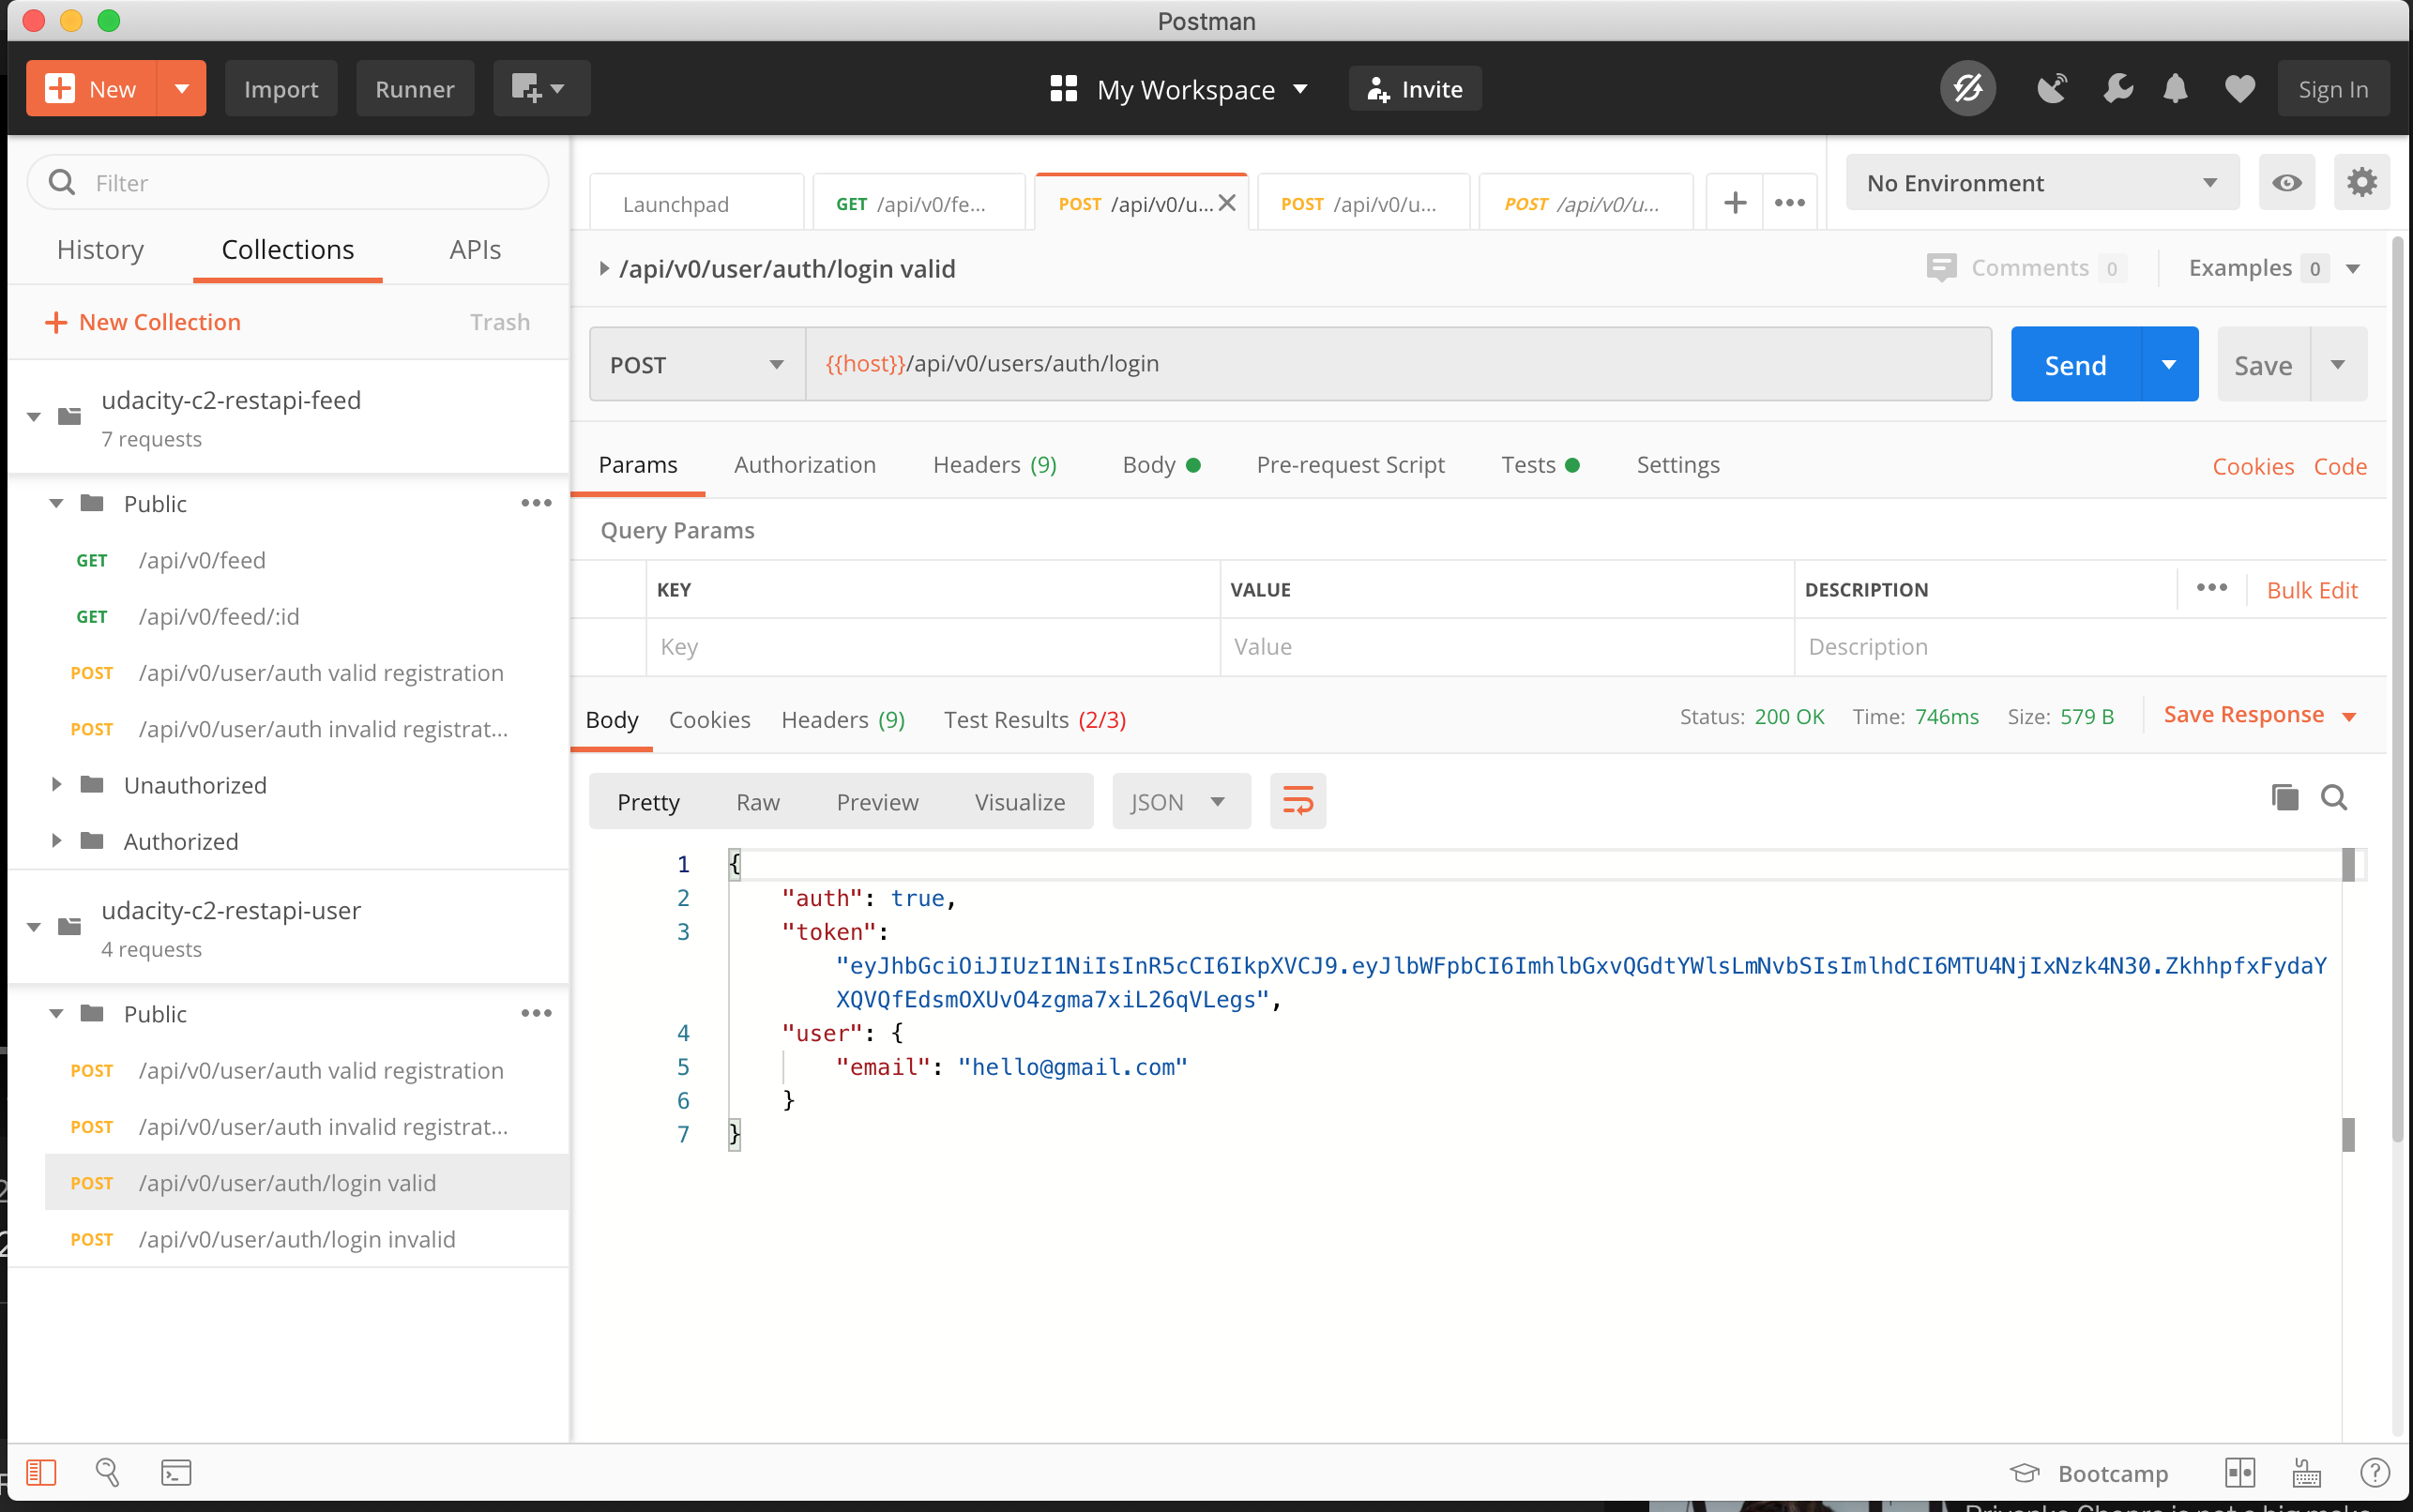 Postman
New
Import
Runner
My Workspace
Invite
Sign In
Filter
History
Collections
APIs
New Collection
Trash
udacity-c2-restapi-feed
7 requests
Public
GET /api/v0/feed
GET /api/v0/feed/:id
POST /api/v0/user/auth valid registration
POST /api/v0/user/auth invalid registrat...
Unauthorized
Authorized
udacity-c2-restapi-user
4 requests
Public
POST /api/v0/user/auth valid registration
POST /api/v0/user/auth invalid registrat...
POST /api/v0/user/auth/login valid
POST /api/v0/user/auth/login invalid
Launchpad
GET /api/v0/fe...
POST /api/v0/u...
POST /api/v0/u...
POST /api/v0/u...
No Environment
/api/v0/user/auth/login valid
Comments 0
Examples 0
POST
{{host}}/api/v0/users/auth/login
Send
Save
Params
Authorization
Headers (9)
Body
Pre-request Script
Tests
Settings
Cookies
Code
Query Params
KEY
VALUE
DESCRIPTION
Bulk Edit
Key
Value
Description
Body
Cookies
Headers (9)
Test Results (2/3)
Status: 200 OK
Time: 746ms
Size: 579 B
Save Response
Pretty
Raw
Preview
Visualize
JSON
1 {
2 "auth": true,
3 "token":
"eyJhbGciOiJIUzI1NiIsInR5cCI6IkpXVCJ9.eyJlbWFpbCI6ImhlbGxvQGdtYWlsLmNvbSIsImlhdCI6MTU4NjIxNzk4N30.ZkhhpfxFydaY
XQVQfEdsmOXUvO4zgma7xiL26qVLegs",
4 "user": {
5 "email": "hello@gmail.com"
6 }
7 }
Bootcamp